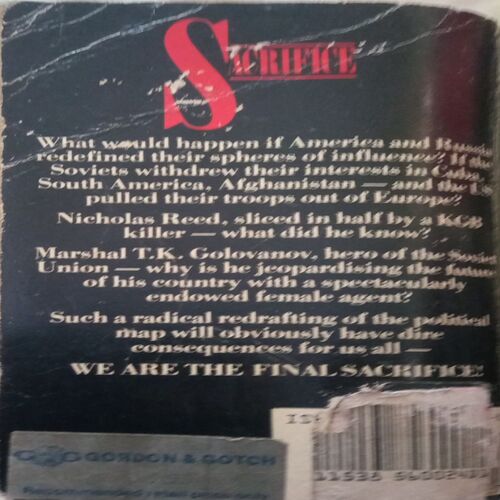 SACRIFICE
What would happen if America and Russia
redefined their spheres of influence? If the
Soviets withdrew their interests in Cuba,
South America, Afghanistan — and the US
pulled their troops out of Europe?
Nicholas Reed, sliced in half by a KGB
killer — what did he know?
Marshal T.K. Golovanov, hero of the Soviet
Union — why is he jeopardising the future
of his country with a spectacularly
endowed female agent?
Such a radical redrafting of the political
map will obviously have dire
consequences for us all —
WE ARE THE FINAL SACRIFICE!
GORDON & GOTCH
Recommended retail price